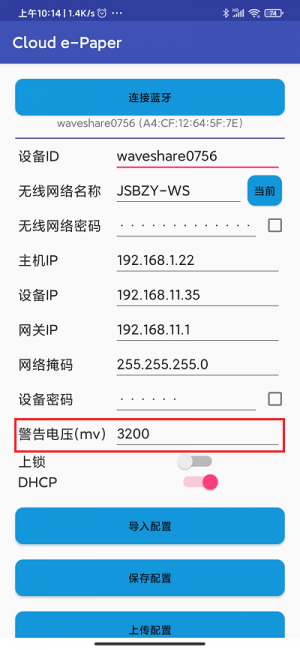 上午10:14 | 1.4K/s ···
74
Cloud e-Paper
连接蓝牙
waveshare0756 (A4:CF:12:64:5F:7E)
设备ID waveshare0756
无线网络名称 JSBZY-WS 当前
无线网络密码 · · · · · · · · · · · · ·
主机IP 192.168.1.22
设备IP 192.168.11.35
网关IP 192.168.11.1
网络掩码 255.255.255.0
设备密码 · · · · · ·
警告电压(mv) 3200
上锁
DHCP
导入配置
保存配置
上传配置